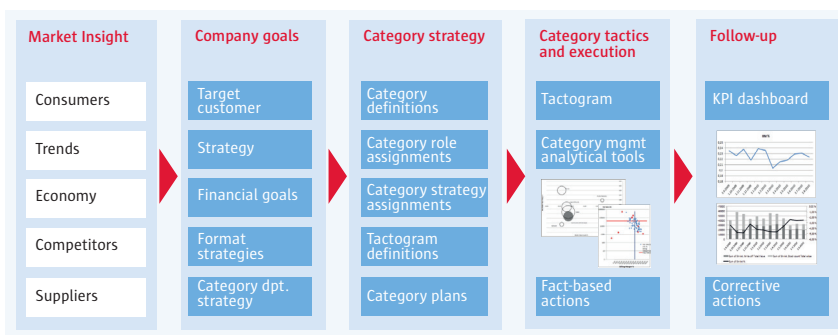 Market Insight
Consumers
Trends
Economy
Competitors
Suppliers
Company goals
Target
customer
Strategy
Financial goals
Format
strategies
Category dpt.
strategy
Category strategy
Category
definitions
Category role
assignments
Category strategy
assignments
Tactogram
definitions
Category plans
Category tactics
and execution
Tactogram
Category mgmt
analytical tools
Fact-based
actions
Follow-up
KPI dashboard
Corrective
actions